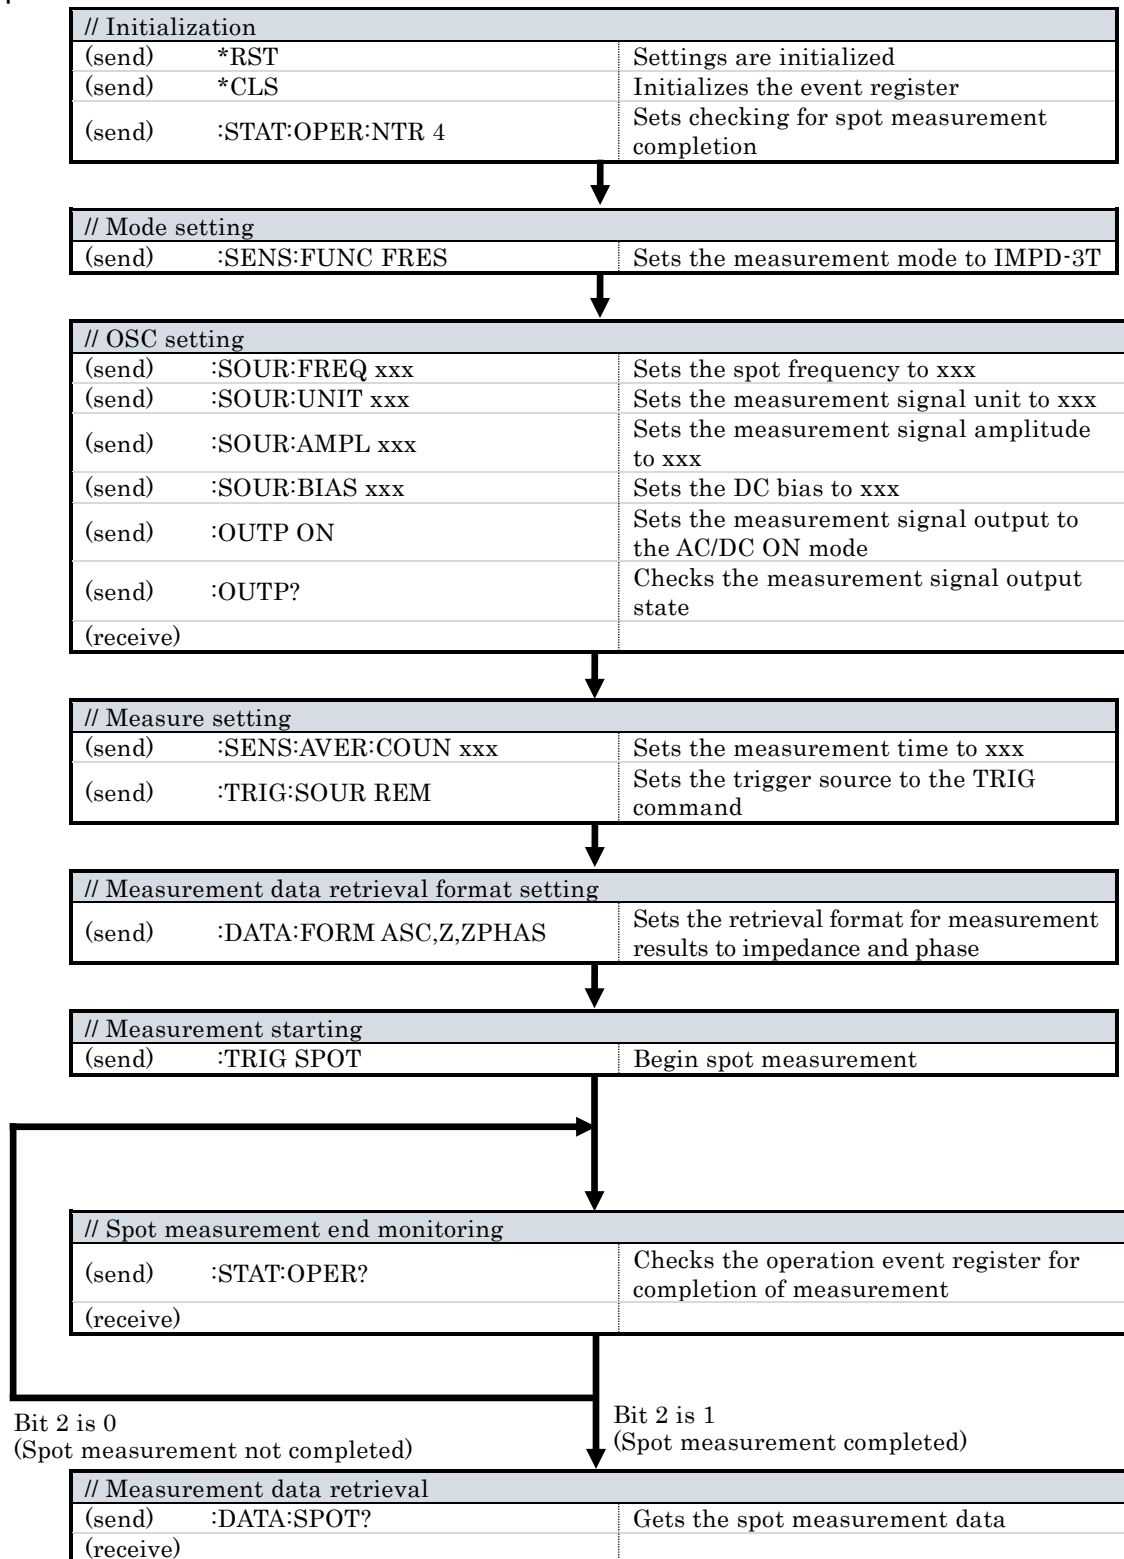 // Initialization
(send) *RST Settings are initialized
(send) *CLS Initializes the event register
(send) :STAT:OPER:NTR 4 Sets checking for spot measurement
completion
// Mode setting
(send) :SENS:FUNC FRES Sets the measurement mode to IMPD-3T
// OSC setting
(send) :SOUR:FREQ xxx Sets the spot frequency to xxx
(send) :SOUR:UNIT xxx Sets the measurement signal unit to xxx
(send) :SOUR:AMPL xxx Sets the measurement signal amplitude
to xxx
(send) :SOUR:BIAS xxx Sets the DC bias to xxx
(send) :OUTP ON Sets the measurement signal output to
the AC/DC ON mode
(send) :OUTP? Checks the measurement signal output
state
(receive)
// Measure setting
(send) :SENS:AVER:COUN xxx Sets the measurement time to xxx
(send) :TRIG:SOUR REM Sets the trigger source to the TRIG
command
// Measurement data retrieval format setting
(send) :DATA:FORM ASC,Z,ZPHAS Sets the retrieval format for measurement
results to impedance and phase
// Measurement starting
(send) :TRIG SPOT Begin spot measurement
// Spot measurement end monitoring
(send) :STAT:OPER? Checks the operation event register for
completion of measurement
(receive)
Bit 2 is 0
(Spot measurement not completed)
Bit 2 is 1
(Spot measurement completed)
// Measurement data retrieval
(send) :DATA:SPOT? Gets the spot measurement data
(receive)